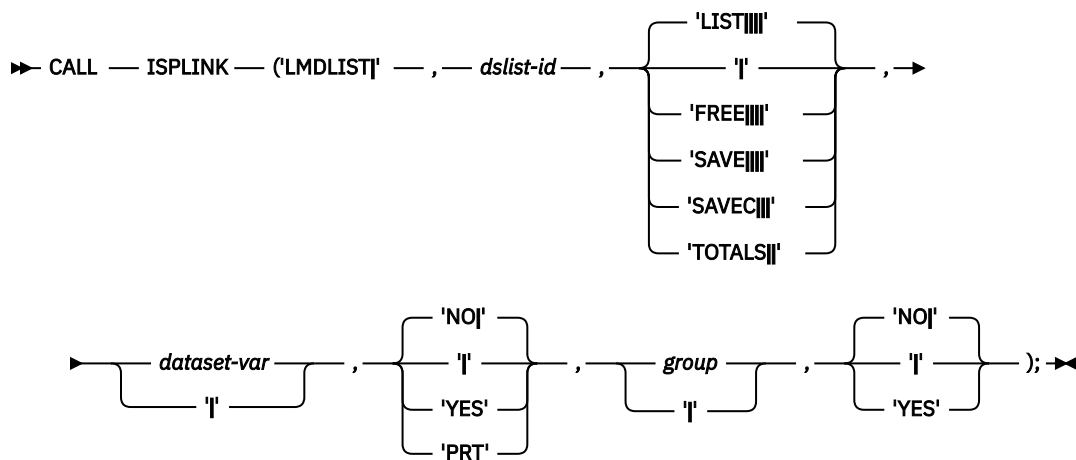 'LIST||||'
CALL ISPLINK ('LMDLIST|' , dslist-id , '|' ,
'FREE||||'
'SAVE||||'
'SAVEC|||'
'TOTALS||'
'NO|' 'NO|'
dataset-var , '|' , group , '|' );
'|' 'YES' '|' 'YES'
'PRT'